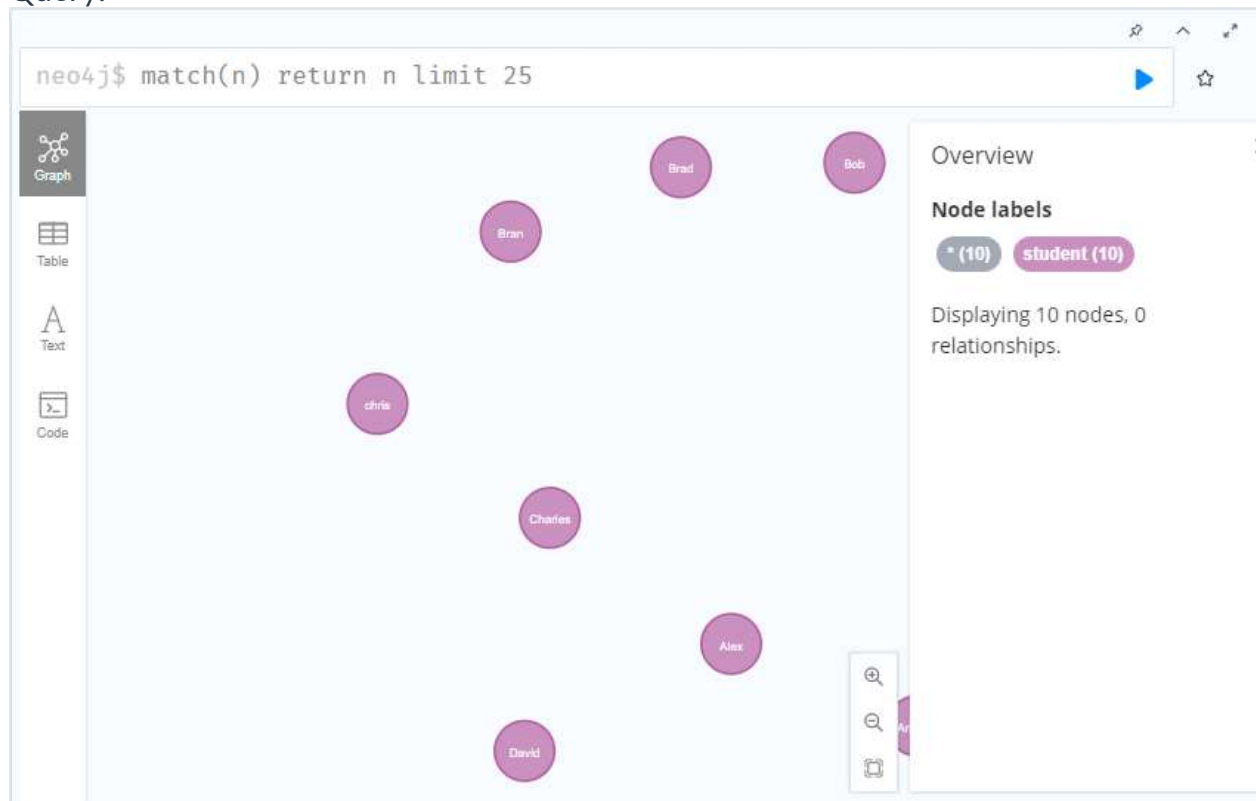 Query:
neo4j$ match(n) return n limit 25
Graph
Table
Text
Code
Brad
Bob
Bran
chris
Charles
Alex
David
Overview
Node labels
* (10) student (10)
Displaying 10 nodes, 0
relationships.